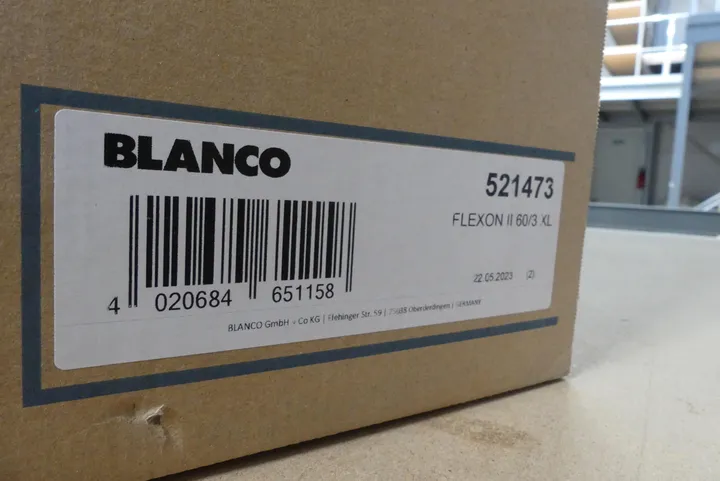 BLANCO
521473
FLEXON II 60/3 XL
4 020684 651158
22.05.2023 (2)
BLANCO GmbH + Co KG | Flehinger Str. 59 | 75038 Oberderdingen | GERMANY